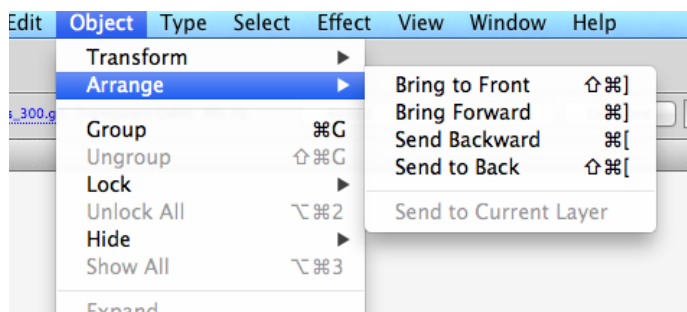 Edit Object Type Select Effect View Window Help
Transform ▶
Arrange ▶
s_300.g
Group ⌘G
Ungroup ⇧⌘G
Lock ▶
Unlock All ⌥⌘2
Hide ▶
Show All ⌥⌘3
Expand
Bring to Front ⇧⌘]
Bring Forward ⌘]
Send Backward ⌘[
Send to Back ⇧⌘[
Send to Current Layer